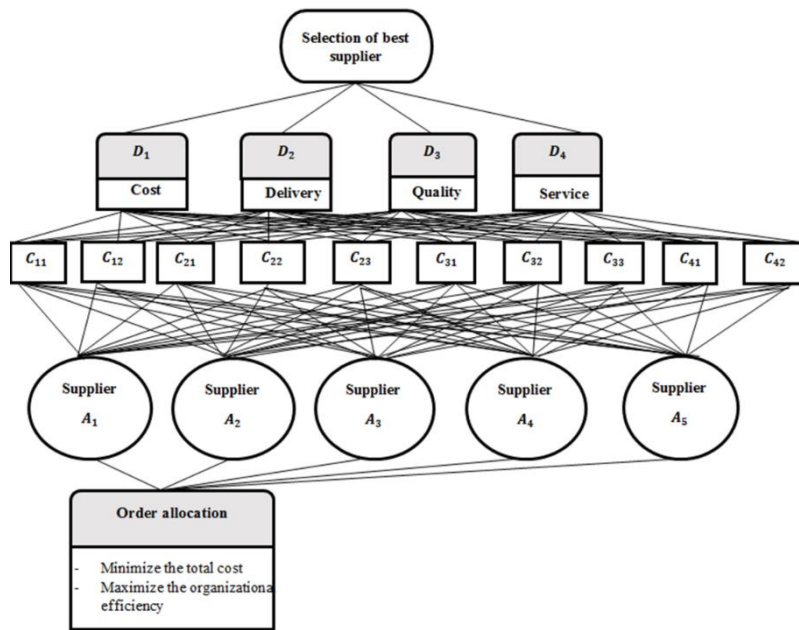 Selection of best
supplier
D₁
D₂
D₃
D₄
Cost
Delivery
Quality
Service
C₁₁
C₁₂
C₂₁
C₂₂
C₂₃
C₃₁
C₃₂
C₃₃
C₄₁
C₄₂
Supplier
A₁
Supplier
A₂
Supplier
A₃
Supplier
A₄
Supplier
A₅
Order allocation
- Minimize the total cost
- Maximize the organizationa
efficiency